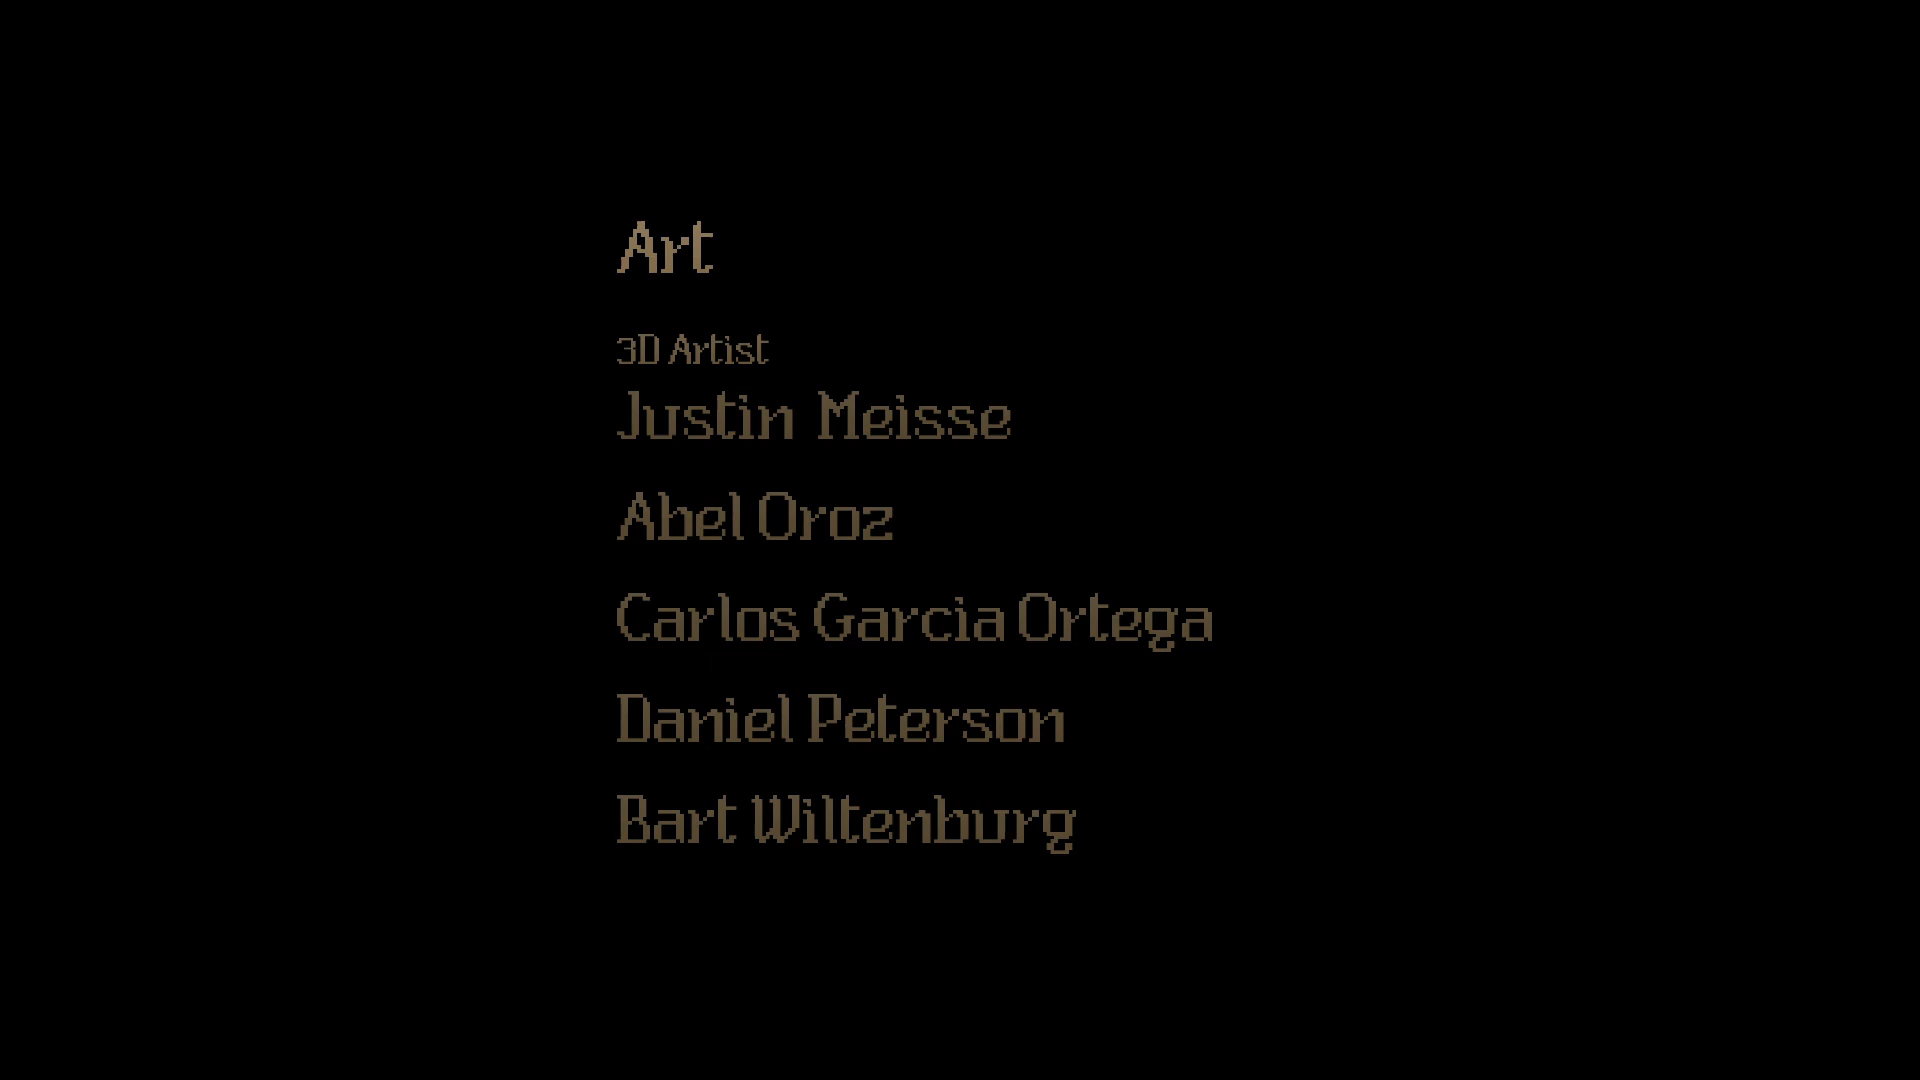 Art
3D Artist
Justin Meisse
Abel Oroz
Carlos Garcia Ortega
Daniel Peterson
Bart Wiltenburg